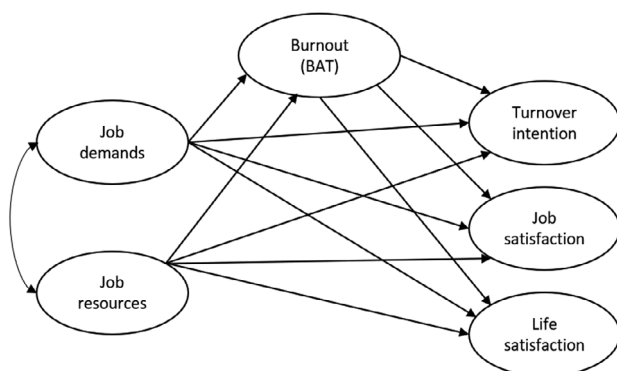 Burnout
(BAT)
Turnover
intention
Job
demands
Job
satisfaction
Job
resources
Life
satisfaction